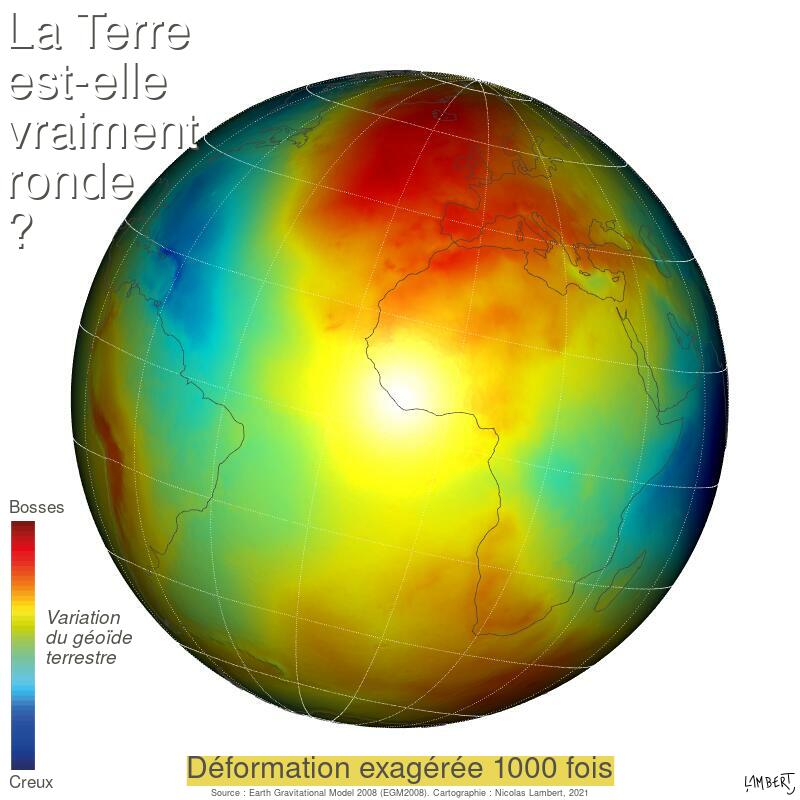 La Terre
est-elle
vraiment
ronde
?
Bosses
Variation
du géoïde
terrestre
Creux
Déformation exagérée 1000 fois
Source : Earth Gravitational Model 2008 (EGM2008). Cartographie : Nicolas Lambert, 2021
LAMBERT